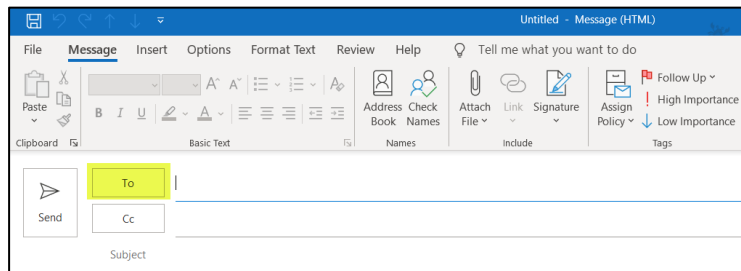 Untitled - Message (HTML)
File Message Insert Options Format Text Review Help Tell me what you want to do
Paste
B I U A A A A
Address Book
Check Names
Attach File
Link
Signature
Assign Policy
Follow Up
High Importance
Low Importance
Clipboard Basic Text Names Include Tags
Send
To
Cc
Subject